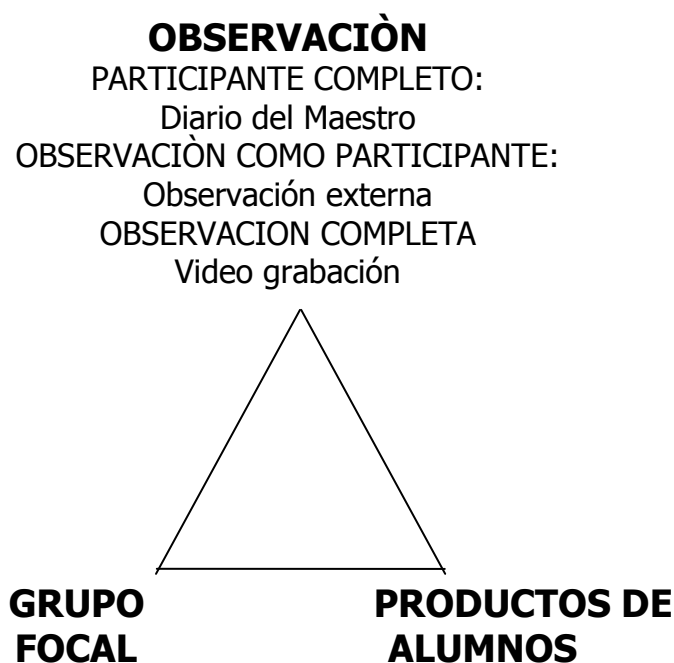 OBSERVACIÒN
PARTICIPANTE COMPLETO:
Diario del Maestro
OBSERVACIÒN COMO PARTICIPANTE:
Observación externa
OBSERVACION COMPLETA
Video grabación
GRUPO
FOCAL
PRODUCTOS DE
ALUMNOS